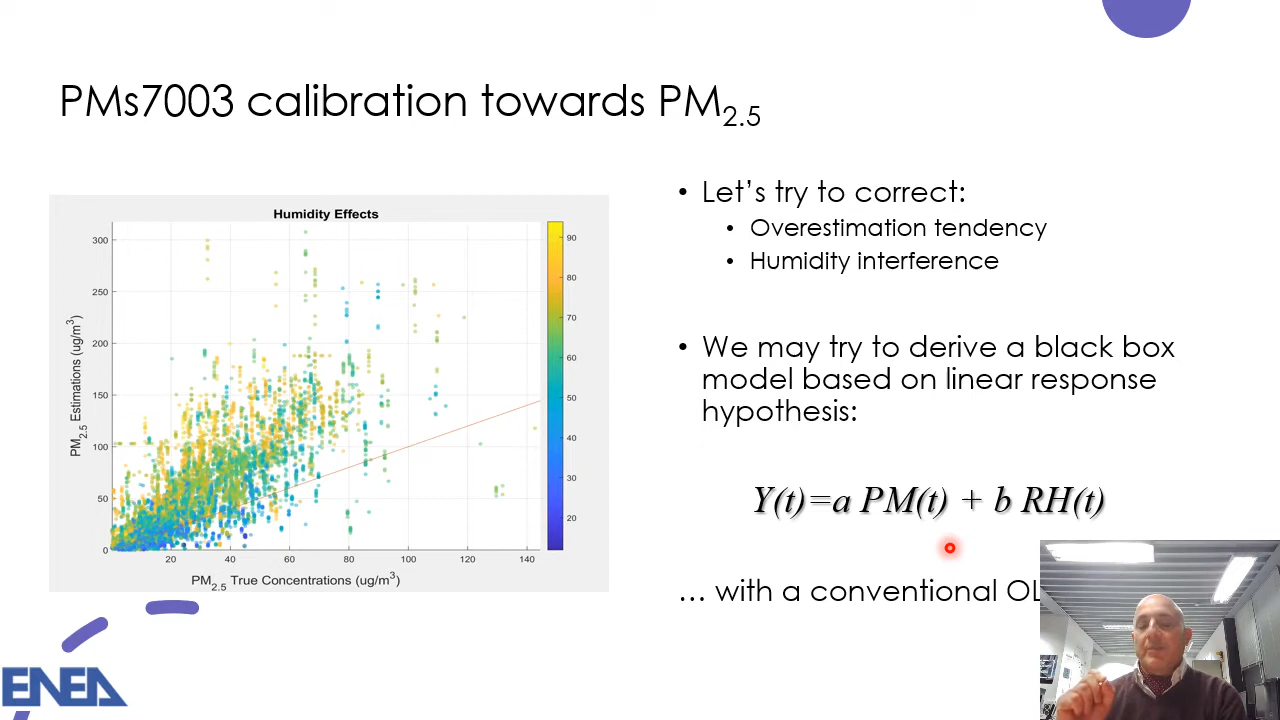 PMs7003 calibration towards PM2.5
Humidity Effects
300
250
200
150
100
50
0
PM2.5 Estimations (ug/m3)
20
40
60
80
100
120
140
PM2.5 True Concentrations (ug/m3)
90
80
70
60
50
40
30
20
• Let's try to correct:
• Overestimation tendency
• Humidity interference
• We may try to derive a black box
model based on linear response
hypothesis:
Y(t)=a PM(t) + b RH(t)
… with a conventional
ENEA